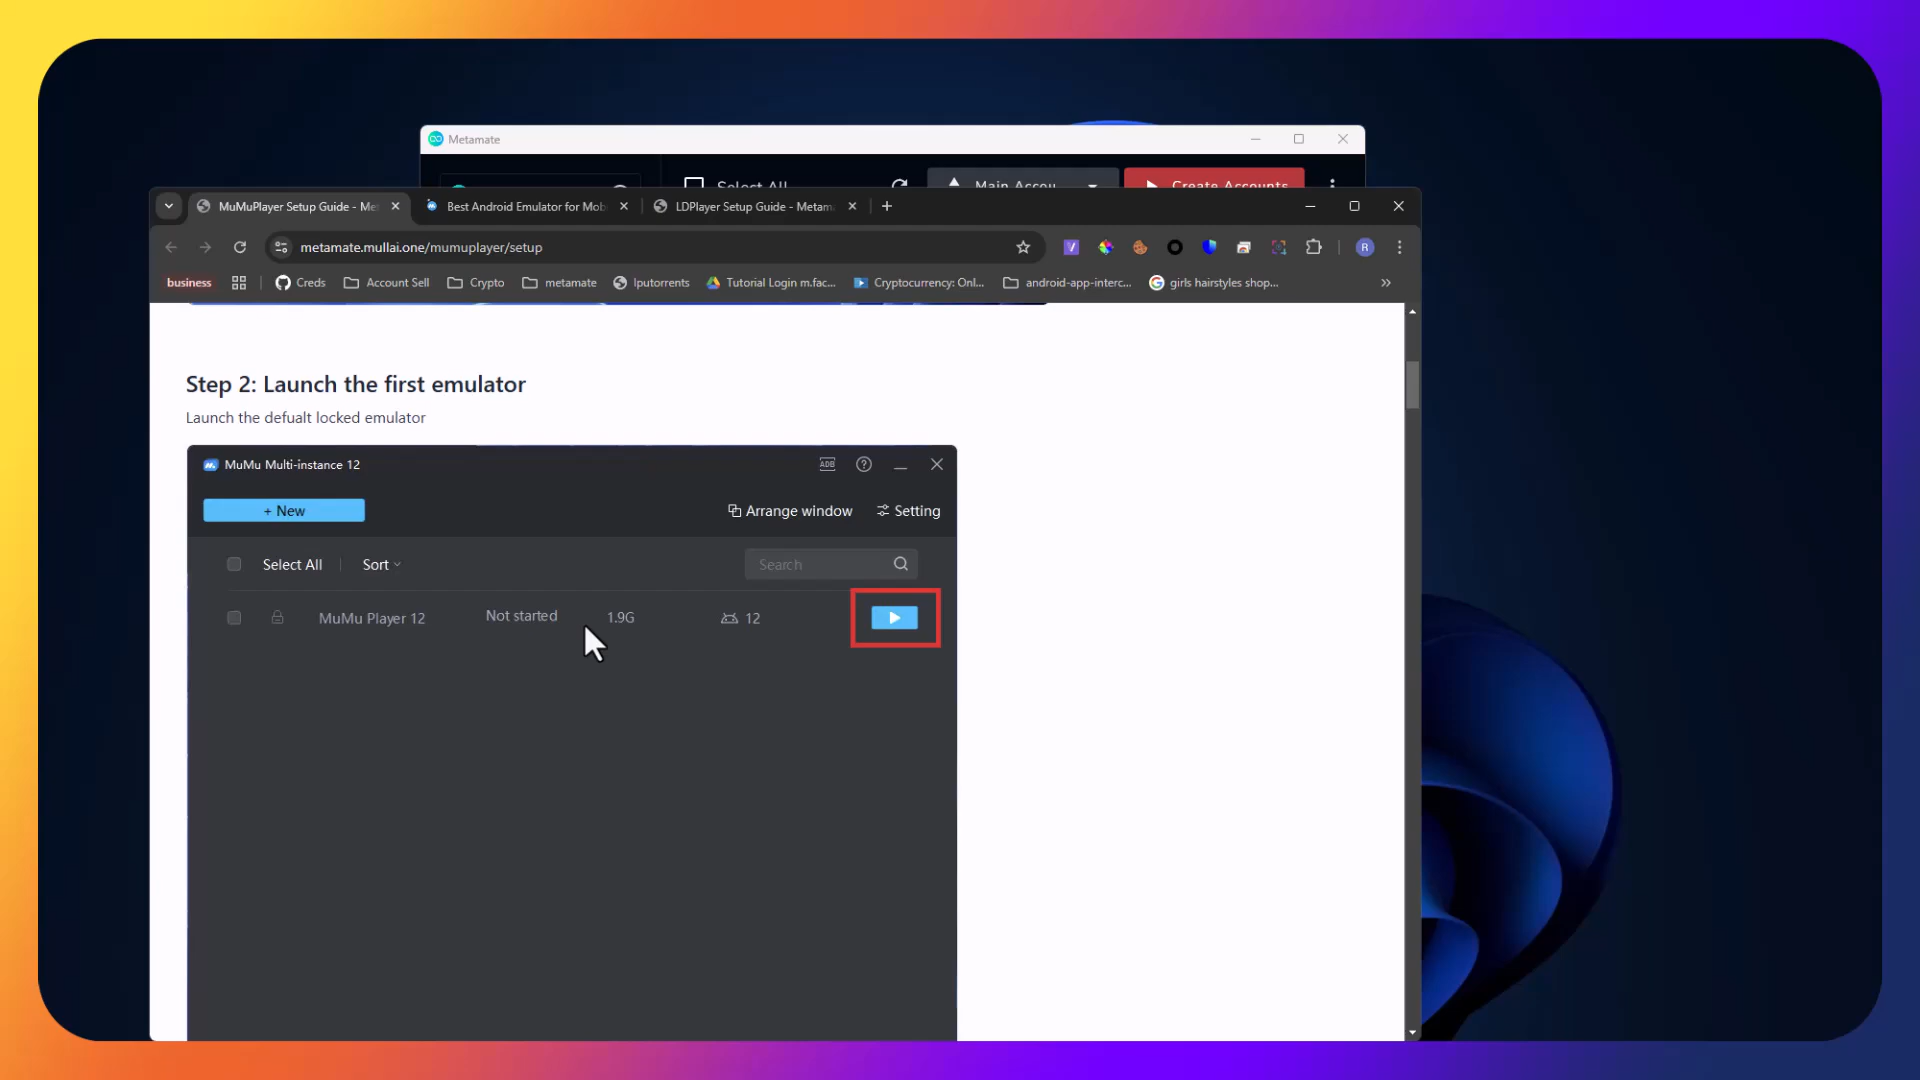 Metamate
Select All
Main Accou
Create Accounts
MuMuPlayer Setup Guide - Me
Best Android Emulator for Mob
LDPlayer Setup Guide - Metam
metamate.mullai.one/mumuplayer/setup
R
business
Creds
Account Sell
Crypto
metamate
lputorrents
Tutorial Login m.fac...
Cryptocurrency: Onl...
android-app-interc...
girls hairstyles shop...
Step 2: Launch the first emulator
Launch the defualt locked emulator
MuMu Multi-instance 12
ADB
+ New
Arrange window
Setting
Select All
Sort
Search
MuMu Player 12
Not started
1.9G
12